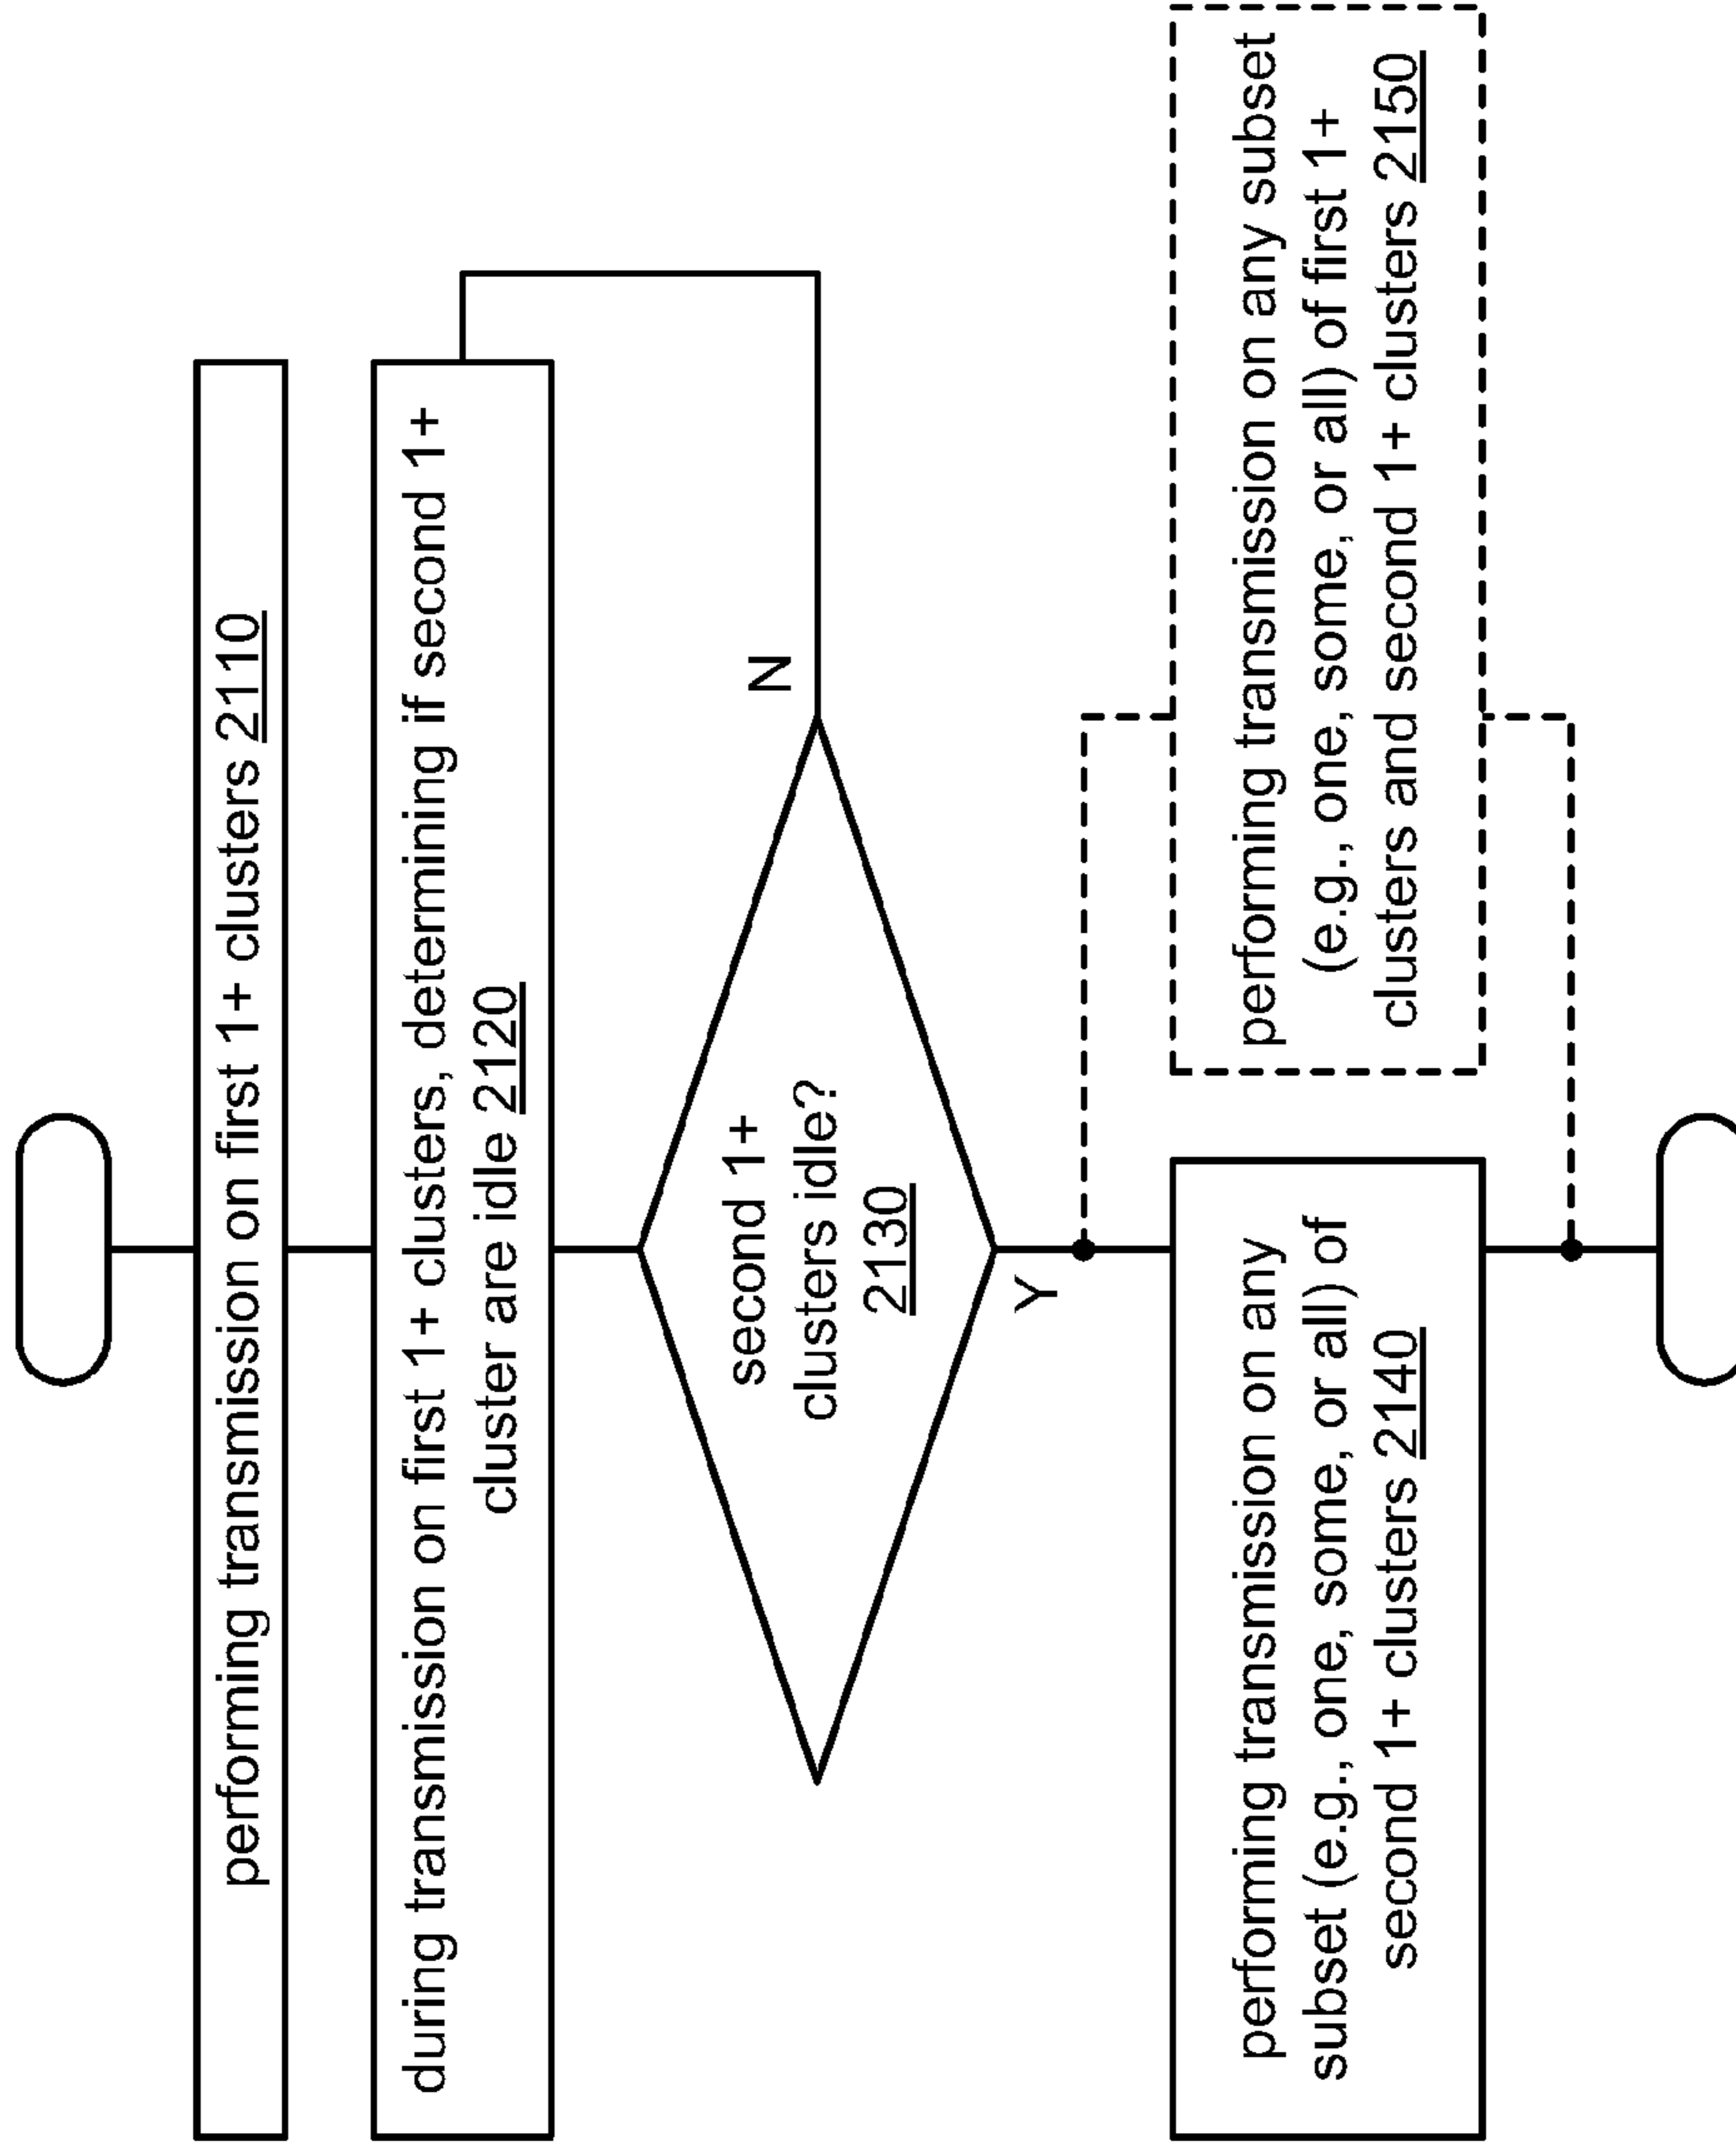 performing transmission on first 1+ clusters 2110
during transmission on first 1+ clusters, determining if second 1+
cluster are idle 2120
second 1+
clusters idle?
2130
N
Y
performing transmission on any
subset (e.g., one, some, or all) of
second 1+ clusters 2140
performing transmission on any subset
(e.g., one, some, or all) of first 1+
clusters and second 1+ clusters 2150